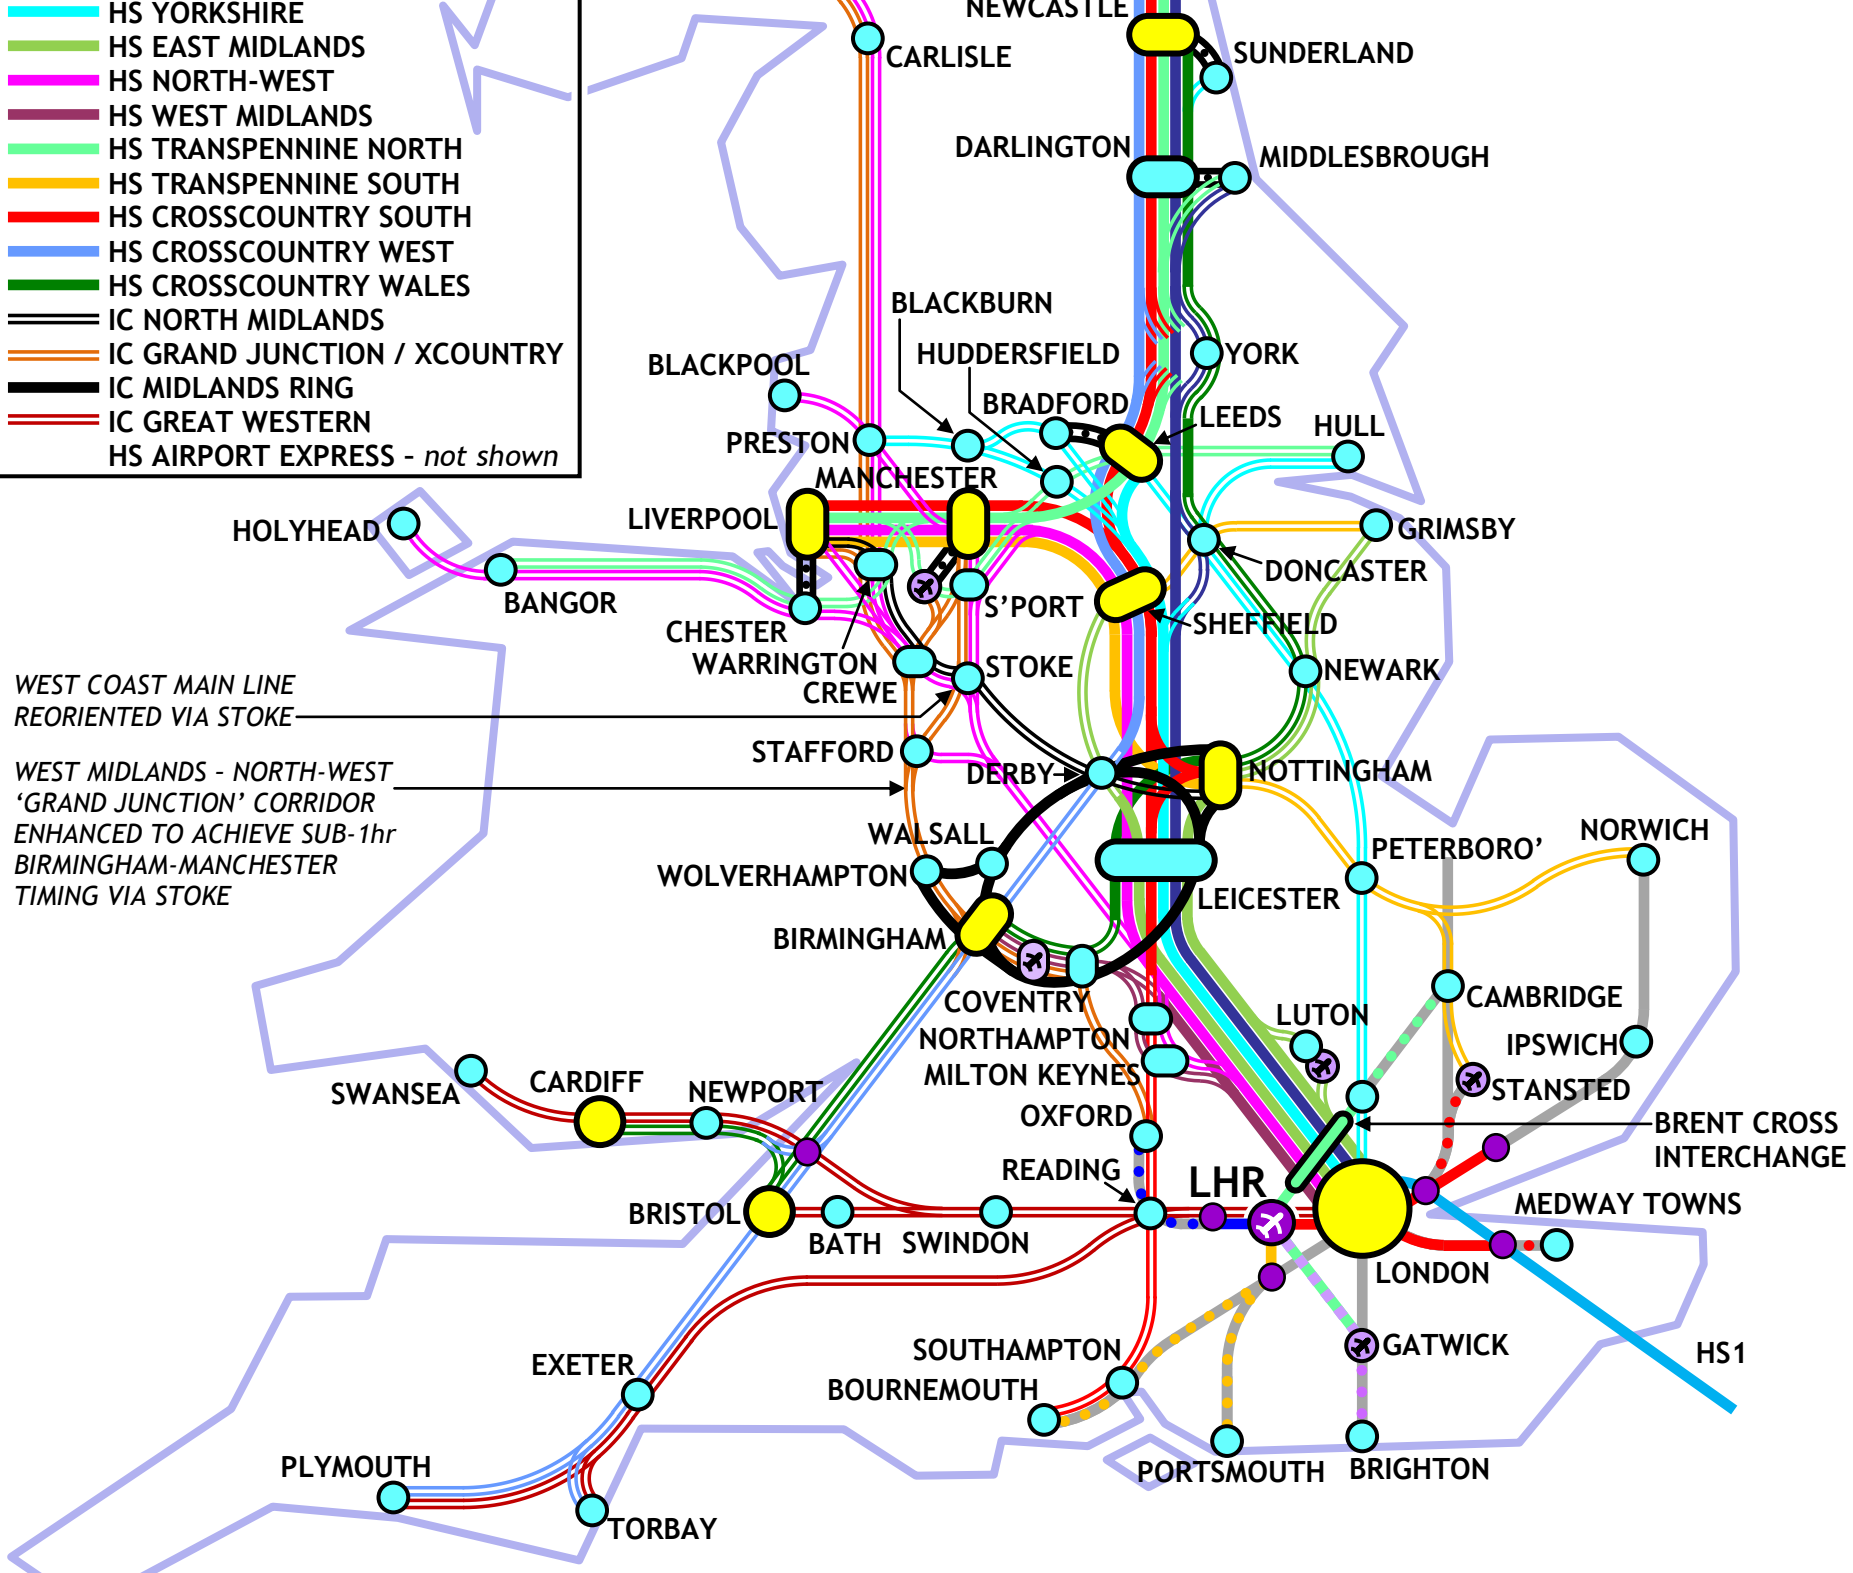 HS YORKSHIRE
HS EAST MIDLANDS
HS NORTH-WEST
HS WEST MIDLANDS
HS TRANSPENNINE NORTH
HS TRANSPENNINE SOUTH
HS CROSSCOUNTRY SOUTH
HS CROSSCOUNTRY WEST
HS CROSSCOUNTRY WALES
IC NORTH MIDLANDS
IC GRAND JUNCTION / XCOUNTRY
IC MIDLANDS RING
IC GREAT WESTERN
HS AIRPORT EXPRESS - not shown
NEWCASTLE
CARLISLE
SUNDERLAND
DARLINGTON
MIDDLESBROUGH
BLACKBURN
HUDDERSFIELD
YORK
BLACKPOOL
BRADFORD
LEEDS
HULL
PRESTON
MANCHESTER
LIVERPOOL
HOLYHEAD
GRIMSBY
DONCASTER
BANGOR
S'PORT
SHEFFIELD
CHESTER
WARRINGTON
CREWE
STOKE
NEWARK
WEST COAST MAIN LINE
REORIENTED VIA STOKE
STAFFORD
DERBY
NOTTINGHAM
WEST MIDLANDS - NORTH-WEST
'GRAND JUNCTION' CORRIDOR
ENHANCED TO ACHIEVE SUB-1hr
BIRMINGHAM-MANCHESTER
TIMING VIA STOKE
WALSALL
WOLVERHAMPTON
PETERBORO'
NORWICH
LEICESTER
BIRMINGHAM
COVENTRY
CAMBRIDGE
LUTON
NORTHAMPTON
IPSWICH
MILTON KEYNES
STANSTED
SWANSEA
CARDIFF
NEWPORT
OXFORD
BRENT CROSS
INTERCHANGE
READING
LHR
MEDWAY TOWNS
BRISTOL
BATH
SWINDON
LONDON
SOUTHAMPTON
GATWICK
HS1
EXETER
BOURNEMOUTH
PLYMOUTH
PORTSMOUTH
BRIGHTON
TORBAY